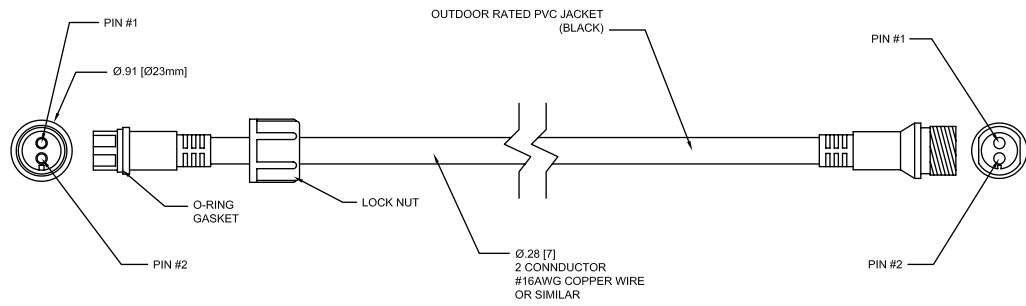 PIN #1
OUTDOOR RATED PVC JACKET
(BLACK)
PIN #1
Ø.91 [Ø23mm]
O-RING
GASKET
LOCK NUT
PIN #2
Ø.28 [7]
2 CONNDUCTOR
#16AWG COPPER WIRE
OR SIMILAR
PIN #2